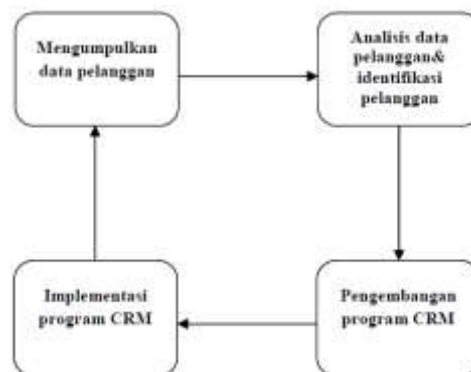 Mengumpulkan
data pelanggan
Analisis data
pelanggan&
identifikasi
pelanggan
Implementasi
program CRM
Pengembangan
program CRM